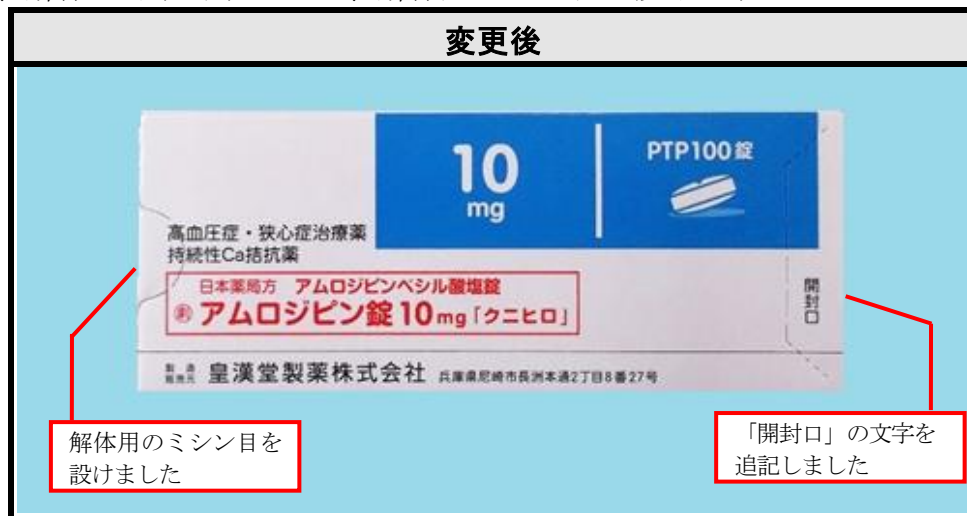 変更後
10
mg
PTP100錠
高血圧症・狭心症治療薬
持続性Ca拮抗薬
日本薬局方 アムロジピンベシル酸塩錠
アムロジピン錠10mg「クニヒロ」
開封口
製造販売元 皇漢堂製薬株式会社 兵庫県尼崎市長洲本通2丁目8番27号
解体用のミシン目を
設けました
「開封口」の文字を
追記しました